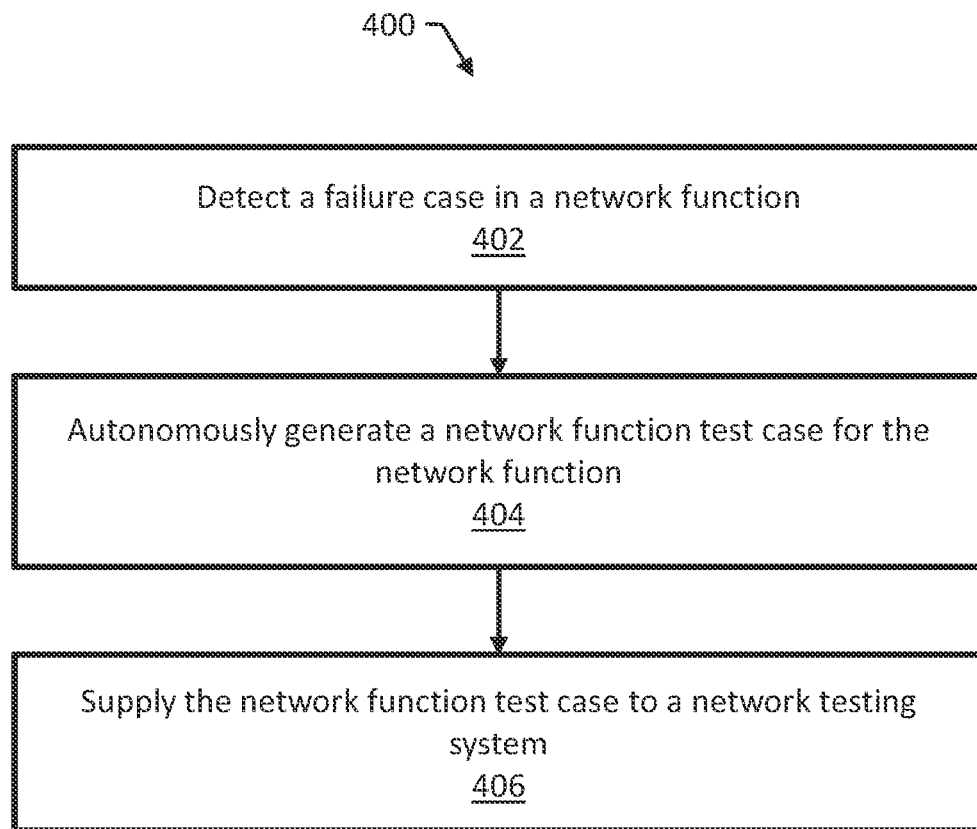 400
Detect a failure case in a network function
402
Autonomously generate a network function test case for the
network function
404
Supply the network function test case to a network testing
system
406